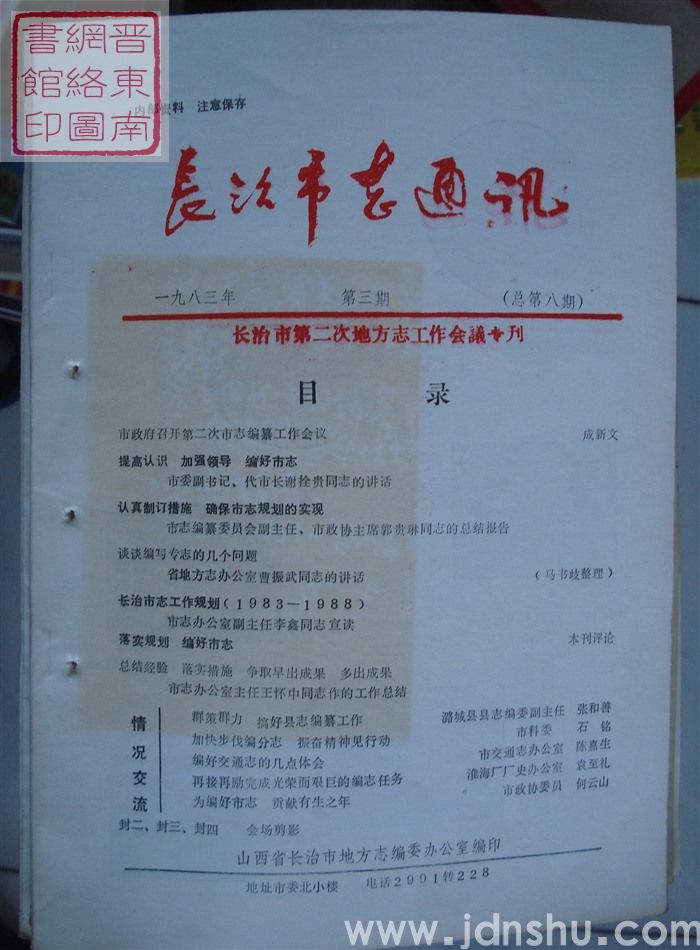 晋东南
網絡圖
書館印
内部资料 注意保存
長治市志通讯
一九八三年 第三期 (总第八期)
长治市第二次地方志工作会議专刊
目 录
市政府召开第二次市志编纂工作会议 成新文
提高认识 加强领导 编好市志
市委副书记、代市长谢拴贵同志的讲话
认真制订措施 确保市志规划的实现
市志编纂委员会副主任、市政协主席郭贵琳同志的总结报告
谈谈编写专志的几个问题
省地方志办公室曹振武同志的讲话 (马书歧整理)
长治市志工作规划(1983—1988)
市志办公室副主任李鑫同志宣读
落实规划 编好市志 本刊评论
总结经验 落实措施 争取早出成果 多出成果
市志办公室主任王怀中同志作的工作总结
情况交流
群策群力 搞好县志编纂工作 潞城县县志编委副主任 张和善
加快步伐编分志 振奋精神见行动 市科委 石铭
编好交通志的几点体会 市交通志办公室 陈嘉生
再接再励完成光荣而艰巨的编志任务 淮海厂厂史办公室 袁至礼
为编好市志 贡献有生之年 市政协委员 何云山
封二、封三、封四 会场剪影
山西省长治市地方志编委办公室编印
地址市委北小楼 电话2991转228
www.jdnshu.com